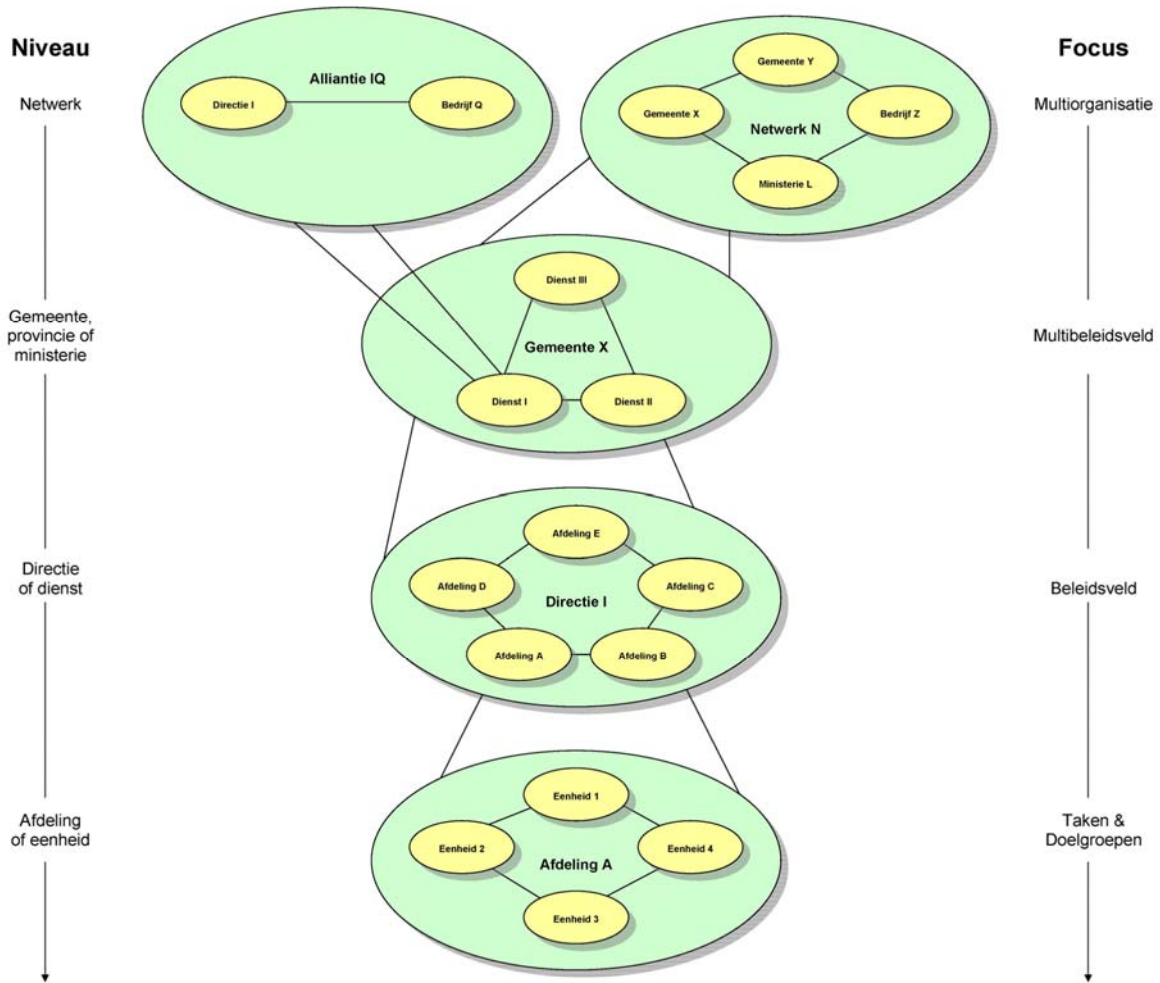 Niveau
Focus
Netwerk
Multiorganisatie
Alliantie IQ
Directie I
Bedrijf Q
Gemeente Y
Gemeente X
Bedrijf Z
Netwerk N
Ministerie L
Gemeente,
provincie of
ministerie
Multibeleidsveld
Dienst III
Gemeente X
Dienst I
Dienst II
Directie
of dienst
Beleidsveld
Afdeling E
Afdeling D
Afdeling C
Directie I
Afdeling A
Afdeling B
Afdeling
of eenheid
Taken &
Doelgroepen
Eenheid 1
Eenheid 2
Eenheid 4
Afdeling A
Eenheid 3